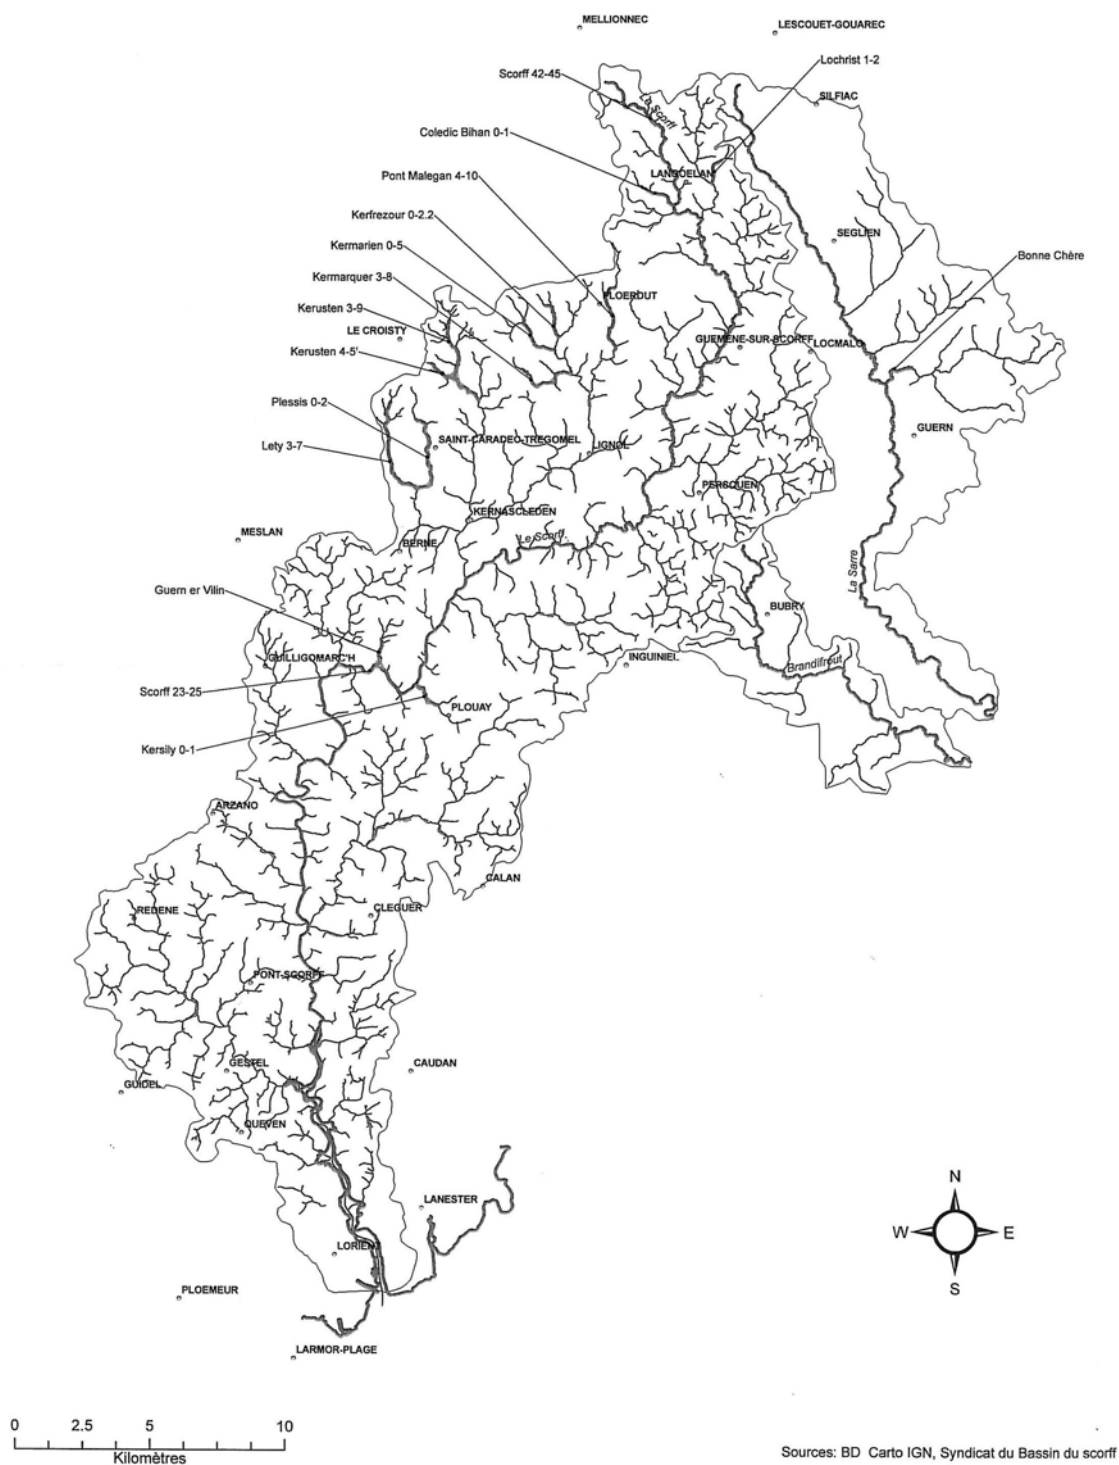 MELLIONNEC
LESCOUET-GOUAREC
Lochrist 1-2
Scorff 42-45
La Scorff
SILFIAC
Coledic Bihan 0-1
LANGOELAN
Pont Malegan 4-10
Kerfrezour 0-2.2
SEGLIEN
Kermarien 0-5
Bonne Chère
Kermarquer 3-8
PLOERDUT
Kerusten 3-9
LE CROISTY
GUEMENE-SUR-SCORFF
LOCMALO
Kerusten 4-5'
Plessis 0-2
GUERN
SAINT-CARADEC-TREGOMEL
LIGNOL
Lety 3-7
PERSQUEN
KERNASCLEDEN
MESLAN
BERNE
Le Scorff.
La Sarre
Guern er Vilin
BUBRY
GUILLIGOMARC'H
INGUINIEL
Brandifrout
Scorff 23-25
PLOUAY
Kersily 0-1
ARZANO
CALAN
REDENE
CLEGUER
PONT-SCORFF
GESTEL
CAUDAN
GUIDEL
QUEVEN
LANESTER
LORIENT
PLOEMEUR
LARMOR-PLAGE
N
W
E
S
0
2.5
5
10
Kilomètres
Sources: BD Carto IGN, Syndicat du Bassin du scorff